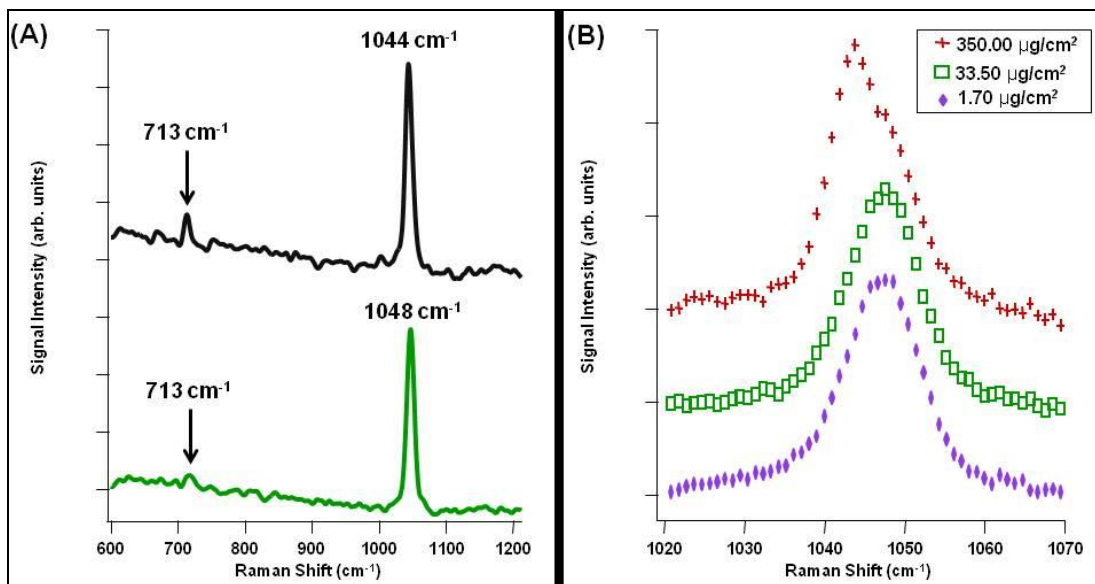 (A)
1044 cm-1
713 cm-1
1048 cm-1
713 cm-1
Signal Intensity (arb. units)
600 700 800 900 1000 1100 1200
Raman Shift (cm-1)
(B)
350.00 µg/cm2
33.50 µg/cm2
1.70 µg/cm2
Signal Intensity (arb. units)
1020 1030 1040 1050 1060 1070
Raman Shift (cm-1)